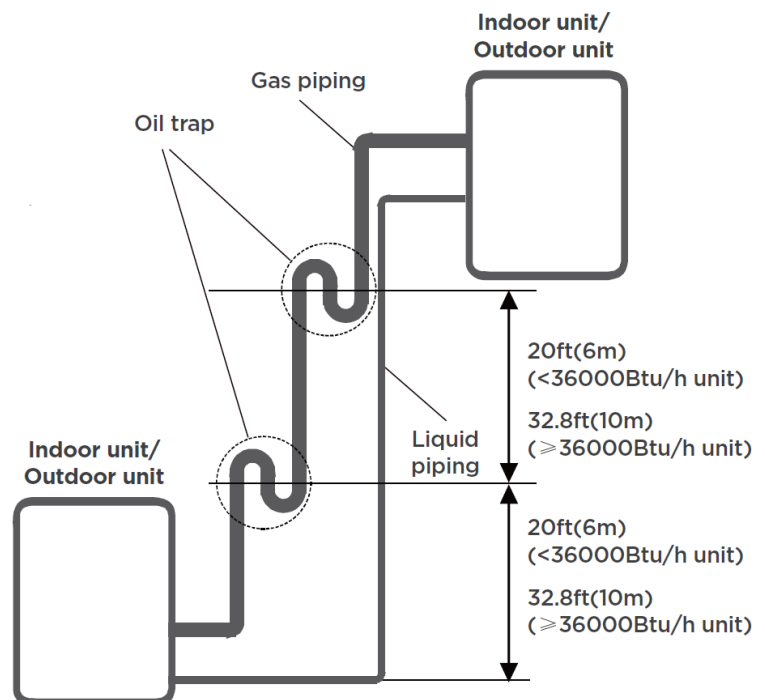 Indoor unit/
Outdoor unit
Gas piping
Oil trap
20ft(6m)
(<36000Btu/h unit)
32.8ft(10m)
(⩾36000Btu/h unit)
Liquid
piping
Indoor unit/
Outdoor unit
20ft(6m)
(<36000Btu/h unit)
32.8ft(10m)
(⩾36000Btu/h unit)